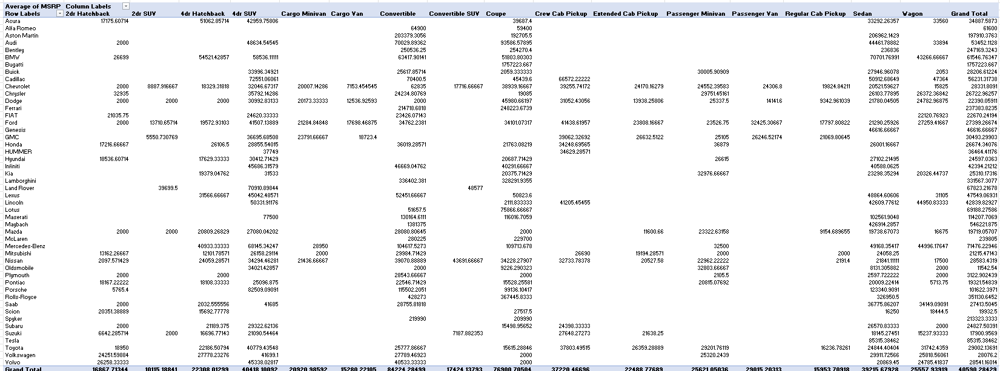 Average of MSRP Column Labels
Row Labels 2dr Hatchback 2dr SUV 4dr Hatchback 4dr SUV Cargo Minivan Cargo Van Convertible Convertible SUV Coupe Crew Cab Pickup Extended Cab Pickup Passenger Minivan Passenger Van Regular Cab Pickup Sedan Wagon Grand Total
Acura 17175.60714 51062.85714 42959.75806 39687.4 33292.26357 33560 34887.5873
Alfa Romeo 64900 59400 61600
Aston Martin 203379.3056 192705.5 206962.1429 197910.3763
Audi 2000 48634.54545 70029.89362 93586.57895 44461.78882 33894 53452.1128
Bentley 250536.25 254270.4 236836 247169.3243
BMW 26699 54521.42857 58536.11111 63417.90141 51803.80303 70701.76991 43266.66667 61546.76347
Bugatti 1757223.667 1757223.667
Buick 33996.34921 25617.85714 2059.333333 30005.90909 27946.96078 2053 28206.61224
Cadillac 72551.06061 70400.5 45439.6 66572.22222 50912.68649 47364 56231.31738
Chevrolet 2000 8887.916667 18329.31818 32046.67317 20007.14286 7153.454545 62835 17716.66667 38939.16667 39255.74172 24170.16279 24552.39583 24306.8 19824.84211 20521.59627 15825 28331.8091
Chrysler 32935 35792.14286 24234.80769 19085 29751.45161 26103.77895 26372.36842 26722.96257
Dodge 2000 2000 2000 30992.83133 20173.33333 12536.92593 2000 45980.66197 31052.43056 13938.25806 25337.5 14141.6 9342.961039 21780.04505 24782.96875 22390.05911
Ferrari 214718.6818 248223.6739 237383.8235
FIAT 21035.75 24620.33333 23426.07143 22120.76923 22670.24194
Ford 2000 13710.65714 19572.93103 41507.13889 21284.84848 17698.46875 34762.2381 34101.07317 41438.61957 23808.16667 23526.75 32425.30667 17797.80822 21290.25926 27259.41667 27399.26674
Genesis 46616.66667 46616.66667
GMC 5550.730769 36695.68508 23791.66667 18723.4 39062.32692 26632.5122 25105 26246.52174 21069.80645 30493.29903
Honda 17216.66667 26106.5 28855.54015 36019.28571 21763.08219 34248.69565 36879 26001.16667 26674.34076
HUMMER 37749 34629.28571 36464.41176
Hyundai 18536.60714 17629.33333 30412.71429 20687.71429 26615 27102.21495 24597.0363
Infiniti 45686.31579 46669.04762 40291.66667 40588.0625 42394.21212
Kia 19379.04762 31533 20375.71429 32976.66667 23298.35294 20326.44737 25310.17316
Lamborghini 336402.381 328291.9355 331567.3077
Land Rover 39699.5 70910.89844 48577 67823.21678
Lexus 31566.66667 45042.48571 52451.66667 50823.6 48864.60606 31105 47549.06931
Lincoln 50331.91176 2111.833333 41205.45455 42609.77612 44950.83333 42839.82927
Lotus 51657.5 75866.66667 69188.27586
Maserati 77500 130164.6111 116016.7059 102561.9048 114207.7069
Maybach 1381375 426914.2857 546221.875
Mazda 2000 2000 20809.26829 27080.04202 28080.80645 2000 11600.66 23322.63158 9154.689655 19738.67073 16675 19719.05707
McLaren 280225 229700 239805
Mercedes-Benz 40933.33333 68145.34247 28950 104617.5273 109713.678 32500 49168.35417 44996.17647 71476.22946
Mitsubishi 13162.26667 12101.78571 26158.29114 2000 29984.71429 26690 19194.28571 2000 2000 24058.25 21215.47143
Nissan 2097.571429 24059.28571 34294.46281 21436.66667 39070.88889 43691.66667 34228.27907 32733.78378 20527.58 22962.22222 2191.4 21841.11111 17500 28583.4319
Oldsmobile 34021.42857 2000 9226.290323 32803.66667 8131.305882 2000 11542.54
Plymouth 2000 2000 28543.66667 2000 2105.5 2597.722222 2000 3122.902439
Pontiac 18167.22222 18108.33333 25096.875 22546.71429 15528.25581 20815.07692 20009.22414 5713.75 19321.54839
Porsche 5765.4 82509.09091 115502.2051 99136.10417 123340.9091 101622.3971
Rolls-Royce 428273 367445.8333 326950.5 351130.6452
Saab 2000 2032.555556 41685 28755.81818 36775.86207 34149.09091 27413.5045
Scion 20351.38889 15692.77778 27517.5 16250 18444.5 19932.5
Spyker 219990 209990 213323.3333
Subaru 2000 21189.375 29322.62136 15498.95652 24398.33333 26570.83333 2000 24827.50391
Suzuki 6642.285714 2000 16696.77143 21090.54464 7187.882353 27648.27273 21638.25 18145.27451 15237.93333 17900.9569
Tesla 85315.38462 85315.38462
Toyota 18950 22186.50794 40779.43548 25777.86667 15615.28846 37803.49515 26359.28889 29201.76119 16236.78261 24844.40404 31742.4359 29002.13691
Volkswagen 24251.59884 27778.23276 41699.1 27789.46923 2000 25320.2439 29911.72566 25818.56061 28076.2
Volvo 26258.33333 45338.02817 40533.33333 2000 20869.45 24785.41837 28541.16014
Grand Total 16867.71344 10115.18841 22308.01299 40418.10092 20920.98592 15280.22105 84224.28499 17424.13793 76900.70504 37220.46696 22488.77689 25621.05036 29015.20313 15953.70918 39215.67928 25557.93919 40590.28429